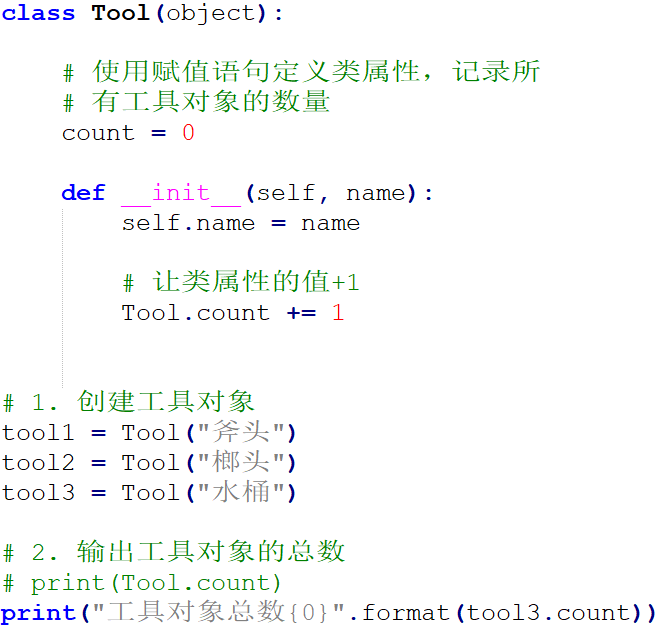 class Tool(object):
# 使用赋值语句定义类属性，记录所
# 有工具对象的数量
count = 0
def __init__(self, name):
self.name = name
# 让类属性的值+1
Tool.count += 1
# 1. 创建工具对象
tool1 = Tool("斧头")
tool2 = Tool("榔头")
tool3 = Tool("水桶")
# 2. 输出工具对象的总数
# print(Tool.count)
print("工具对象总数{0}".format(tool3.count))